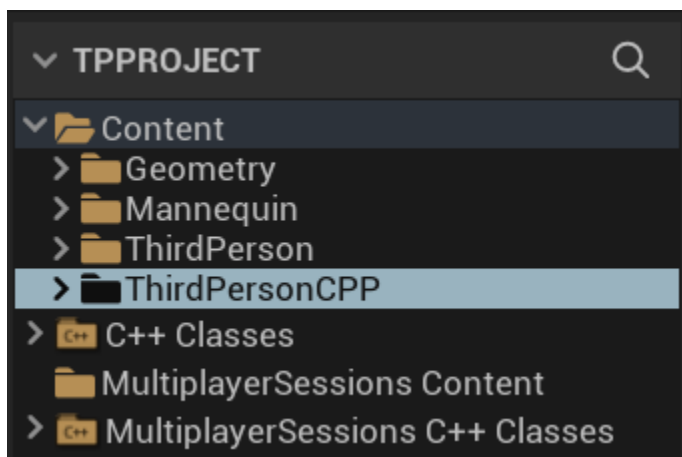 TPPROJECT
Content
Geometry
Mannequin
ThirdPerson
ThirdPersonCPP
C++ C++ Classes
MultiplayerSessions Content
C++ MultiplayerSessions C++ Classes